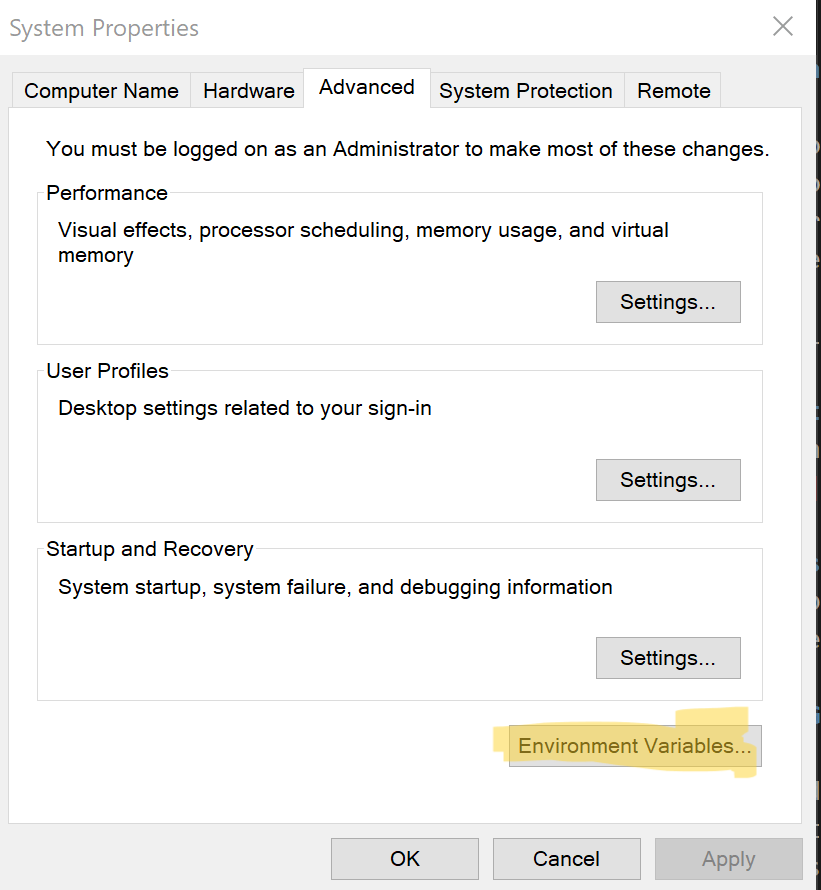 System Properties
Computer Name
Hardware
Advanced
System Protection
Remote
You must be logged on as an Administrator to make most of these changes.
Performance
Visual effects, processor scheduling, memory usage, and virtual
memory
Settings...
User Profiles
Desktop settings related to your sign-in
Settings...
Startup and Recovery
System startup, system failure, and debugging information
Settings...
Environment Variables...
OK
Cancel
Apply